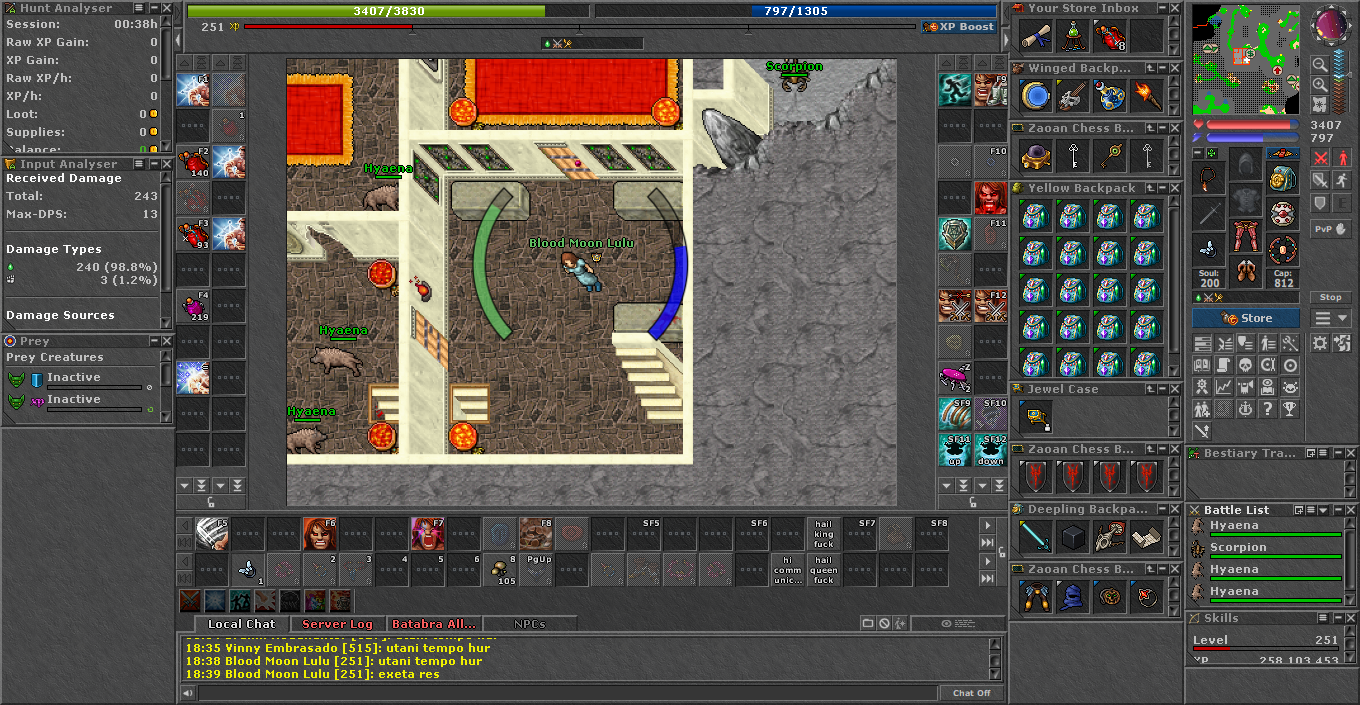 Hunt Analyser
Session: 00:38h
Raw XP Gain: 0
XP Gain: 0
Raw XP/h: 0
XP/h: 0
Loot: 0
Supplies: 0
Balance: 0
Input Analyser
Received Damage
Total: 243
Max-DPS: 13
Damage Types
240 (98.8%)
3 (1.2%)
Damage Sources
Prey
Prey Creatures
Inactive
Inactive
3407/3830
797/1305
251
XP Boost
F1
1
F2
140
F3
93
F4
219
Scorpion
Hyaena
Blood Moon Lulu
Hyaena
Hyaena
F9
F10
F11
F12
2
SF9
SF10
SF11
up
SF12
down
F5
F6
F7
F8
SF5
SF6
hail
king
fuck
SF7
SF8
1
2
3
4
5
6
8
105
PgUp
hi
comm
unic...
hail
queen
fuck
Local Chat
Server Log
Batabra All...
NPCs
18:35 Vinny Embrasado [515]: utani tempo hur
18:38 Blood Moon Lulu [251]: utani tempo hur
18:39 Blood Moon Lulu [251]: exeta res
Chat Off
Your Store Inbox
8
Winged Backp...
Zaoan Chess B...
Yellow Backpack
Jewel Case
Zaoan Chess B...
Deepling Backpa...
Zaoan Chess B...
3407
797
PvP
Soul:
200
Cap:
812
Stop
Store
Bestiary Tra...
Battle List
Hyaena
Scorpion
Hyaena
Hyaena
Skills
Level 251
XP 258,103,453